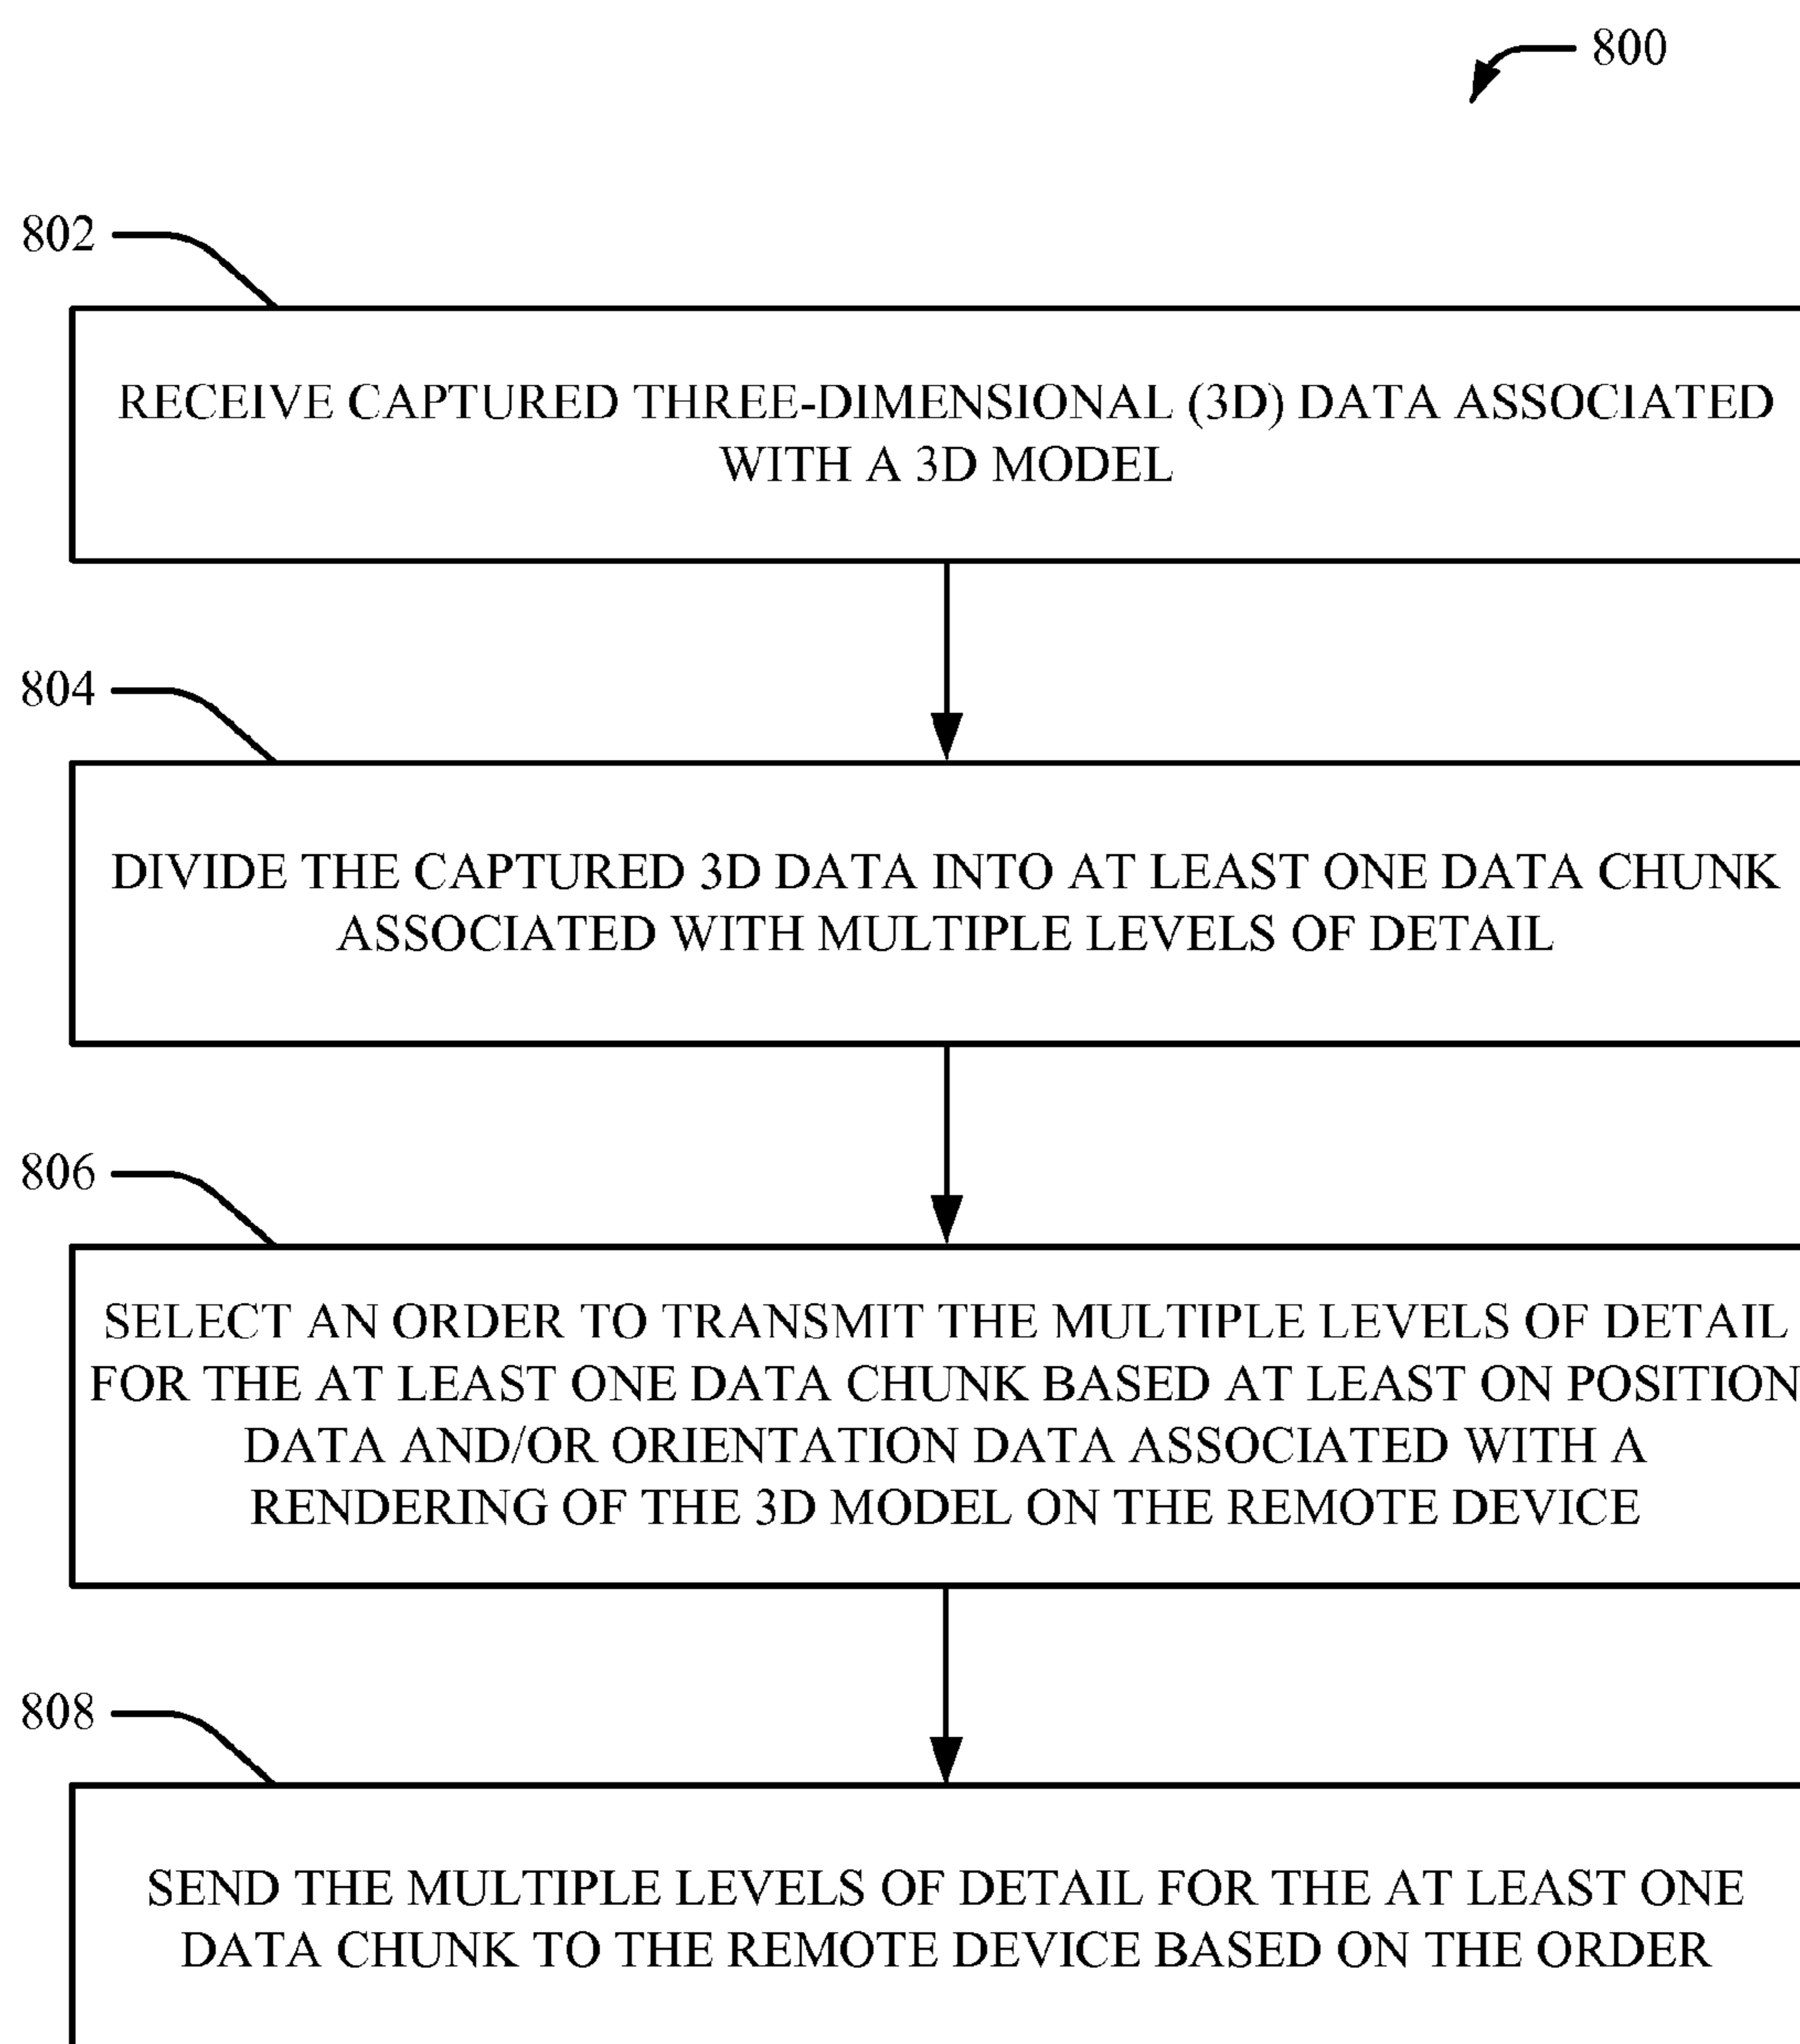 800
802
RECEIVE CAPTURED THREE-DIMENSIONAL (3D) DATA ASSOCIATED
WITH A 3D MODEL
804
DIVIDE THE CAPTURED 3D DATA INTO AT LEAST ONE DATA CHUNK
ASSOCIATED WITH MULTIPLE LEVELS OF DETAIL
806
SELECT AN ORDER TO TRANSMIT THE MULTIPLE LEVELS OF DETAIL
FOR THE AT LEAST ONE DATA CHUNK BASED AT LEAST ON POSITION
DATA AND/OR ORIENTATION DATA ASSOCIATED WITH A
RENDERING OF THE 3D MODEL ON THE REMOTE DEVICE
808
SEND THE MULTIPLE LEVELS OF DETAIL FOR THE AT LEAST ONE
DATA CHUNK TO THE REMOTE DEVICE BASED ON THE ORDER